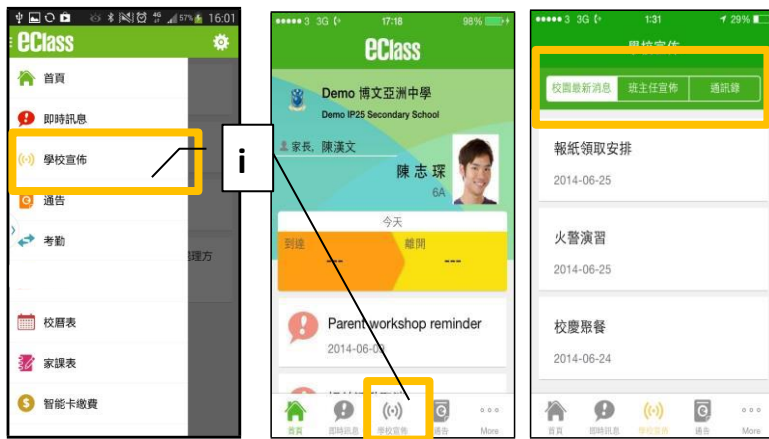 46 57% 16:01
eClass
首頁
即時訊息
學校宣佈
通告
考勤
理方
校曆表
家課表
智能卡繳費
i
3 3G 17:18 98%
eClass
Demo 博文亞洲中學
Demo IP25 Secondary School
家長, 陳漢文
陳志琛
6A
今天
到達 離開
--- ---
Parent workshop reminder
2014-06-09
首頁 即時訊息 學校宣佈 通告 More
3 3G 1:31 29%
學校宣佈
校園最新消息 班主任宣佈 通訊錄
報紙領取安排
2014-06-25
火警演習
2014-06-25
校慶聚餐
2014-06-24
首頁 即時訊息 學校宣佈 通告 More